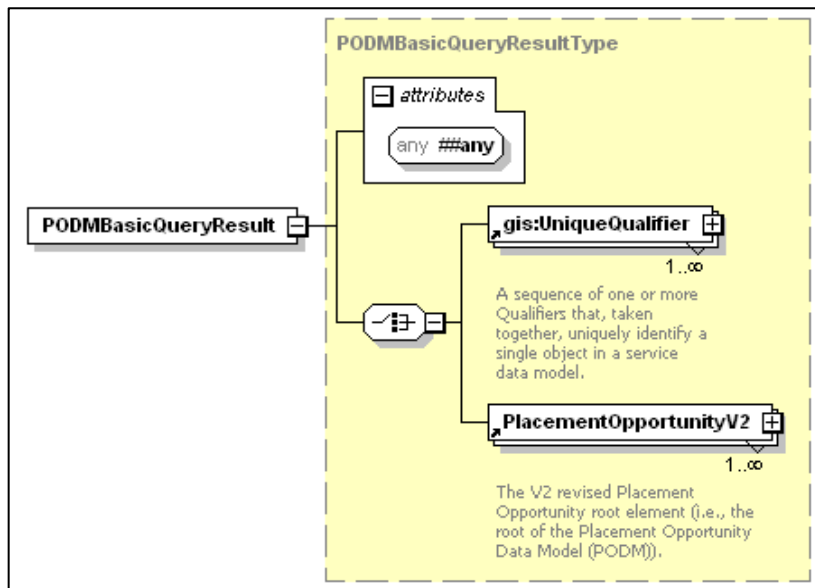 PODMBasicQueryResultType
attributes
any ##any
PODMBasicQueryResult
gis:UniqueQualifier
1..∞
A sequence of one or more
Qualifiers that, taken
together, uniquely identify a
single object in a service
data model.
PlacementOpportunityV2
1..∞
The V2 revised Placement
Opportunity root element (i.e., the
root of the Placement Opportunity
Data Model (PODM)).